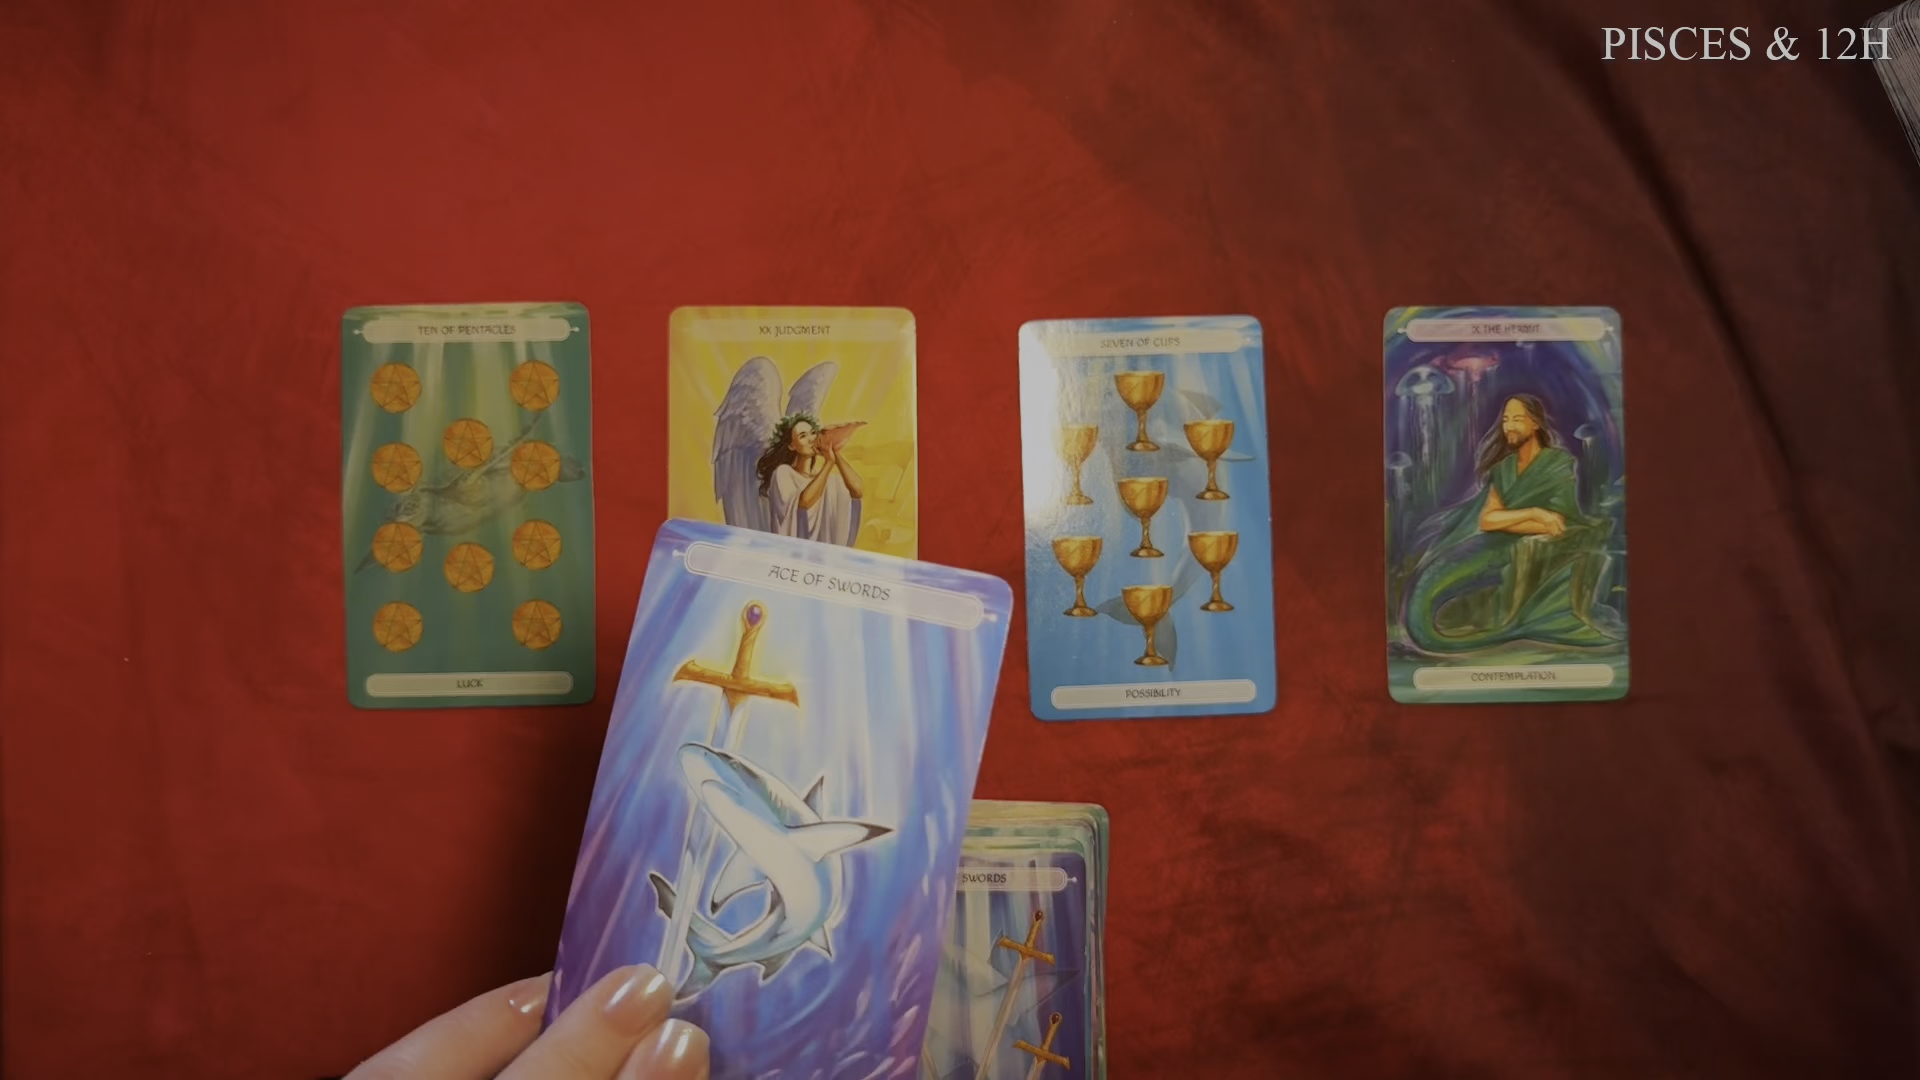 PISCES & 12H
TEN OF PENTACLES
XX JUDGMENT
SEVEN OF CUPS
IX THE HERMIT
ACE OF SWORDS
LUCK
POSSIBILITY
CONTEMPLATION
SWORDS